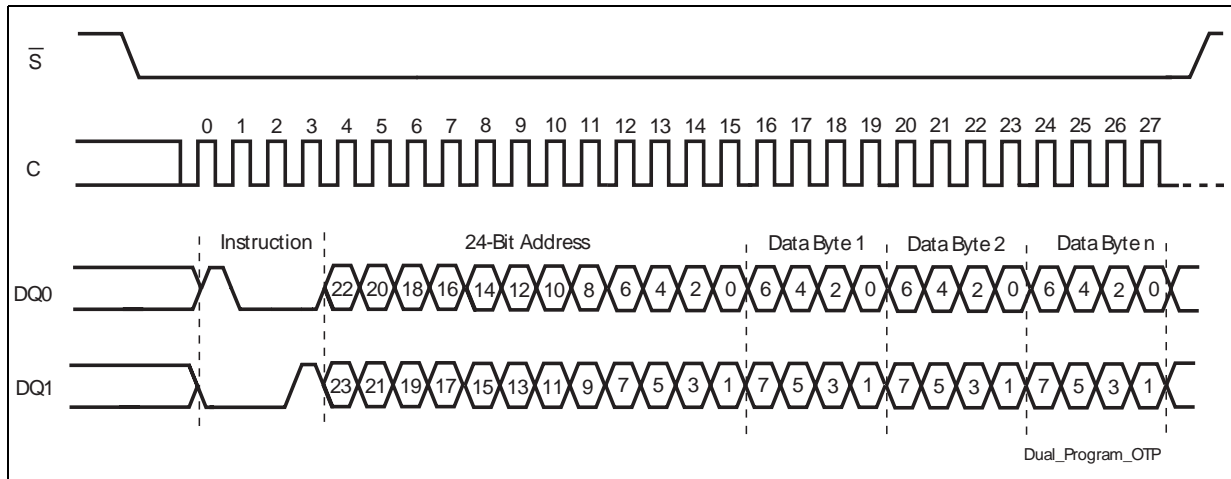 S
0 1 2 3 4 5 6 7 8 9 10 11 12 13 14 15 16 17 18 19 20 21 22 23 24 25 26 27
C
Instruction 24-Bit Address Data Byte 1 Data Byte 2 Data Byte n
DQ0 22 20 18 16 14 12 10 8 6 4 2 0 6 4 2 0 6 4 2 0 6 4 2 0
DQ1 23 21 19 17 15 13 11 9 7 5 3 1 7 5 3 1 7 5 3 1 7 5 3 1
Dual_Program_OTP